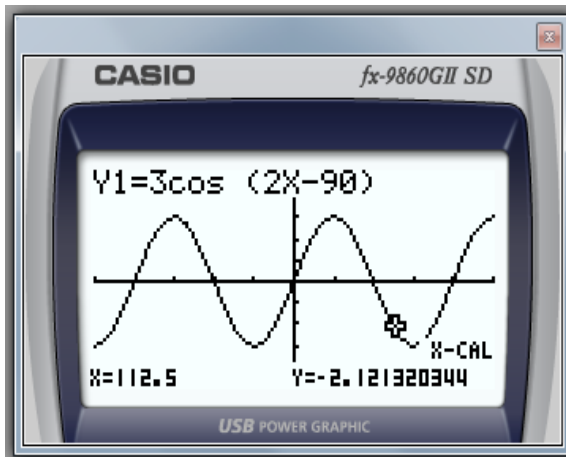 x
CASIO fx-9860GII SD
Y1=3cos (2X-90)
X-CAL
X=112.5 Y=-2.121320344
USB POWER GRAPHIC